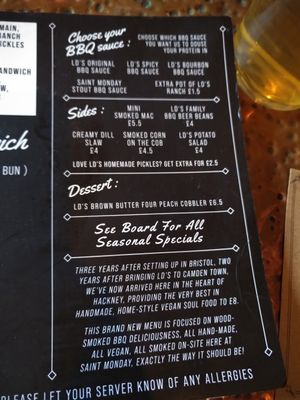 MAIN,
RANCH
PICKLES
SANDWICH
wich
BUN )
Choose your
BBQ sauce:
CHOOSE WHICH BBQ SAUCE
YOU WANT US TO DOUSE
YOUR PROTEIN IN
LD'S ORIGINAL
BBQ SAUCE
LD'S SPICY
BBQ SAUCE
LD'S BOURBON
BBQ SAUCE
SAINT MONDAY
STOUT BBQ SAUCE
EXTRA POT OF LD'S
RANCH £1.5
Sides:
MINI
SMOKED MAC
£5.5
LD'S FAMILY
BBQ BEER BEANS
£4
CREAMY DILL
SLAW
£4
SMOKED CORN
ON THE COB
£4.5
LD'S POTATO
SALAD
£4
LOVE LD'S HOMEMADE PICKLES? GET EXTRA FOR £2.5
Dessert:
LD'S BROWN BUTTER FOUR PEACH COBBLER £6.5
See Board For All
Seasonal Specials
THREE YEARS AFTER SETTING UP IN BRISTOL, TWO
YEARS AFTER BRINGING LD'S TO CAMDEN TOWN,
WE'VE NOW ARRIVED HERE IN THE HEART OF
HACKNEY, PROVIDING THE VERY BEST IN
HANDMADE, HOME-STYLE VEGAN SOUL FOOD TO E8.
THIS BRAND NEW MENU IS FOCUSED ON WOOD-
SMOKED BBQ DELICIOUSNESS, ALL HAND-MADE,
ALL VEGAN, ALL SMOKED ON-SITE HERE AT
SAINT MONDAY, EXACTLY THE WAY IT SHOULD BE!
PLEASE LET YOUR SERVER KNOW OF ANY ALLERGIES